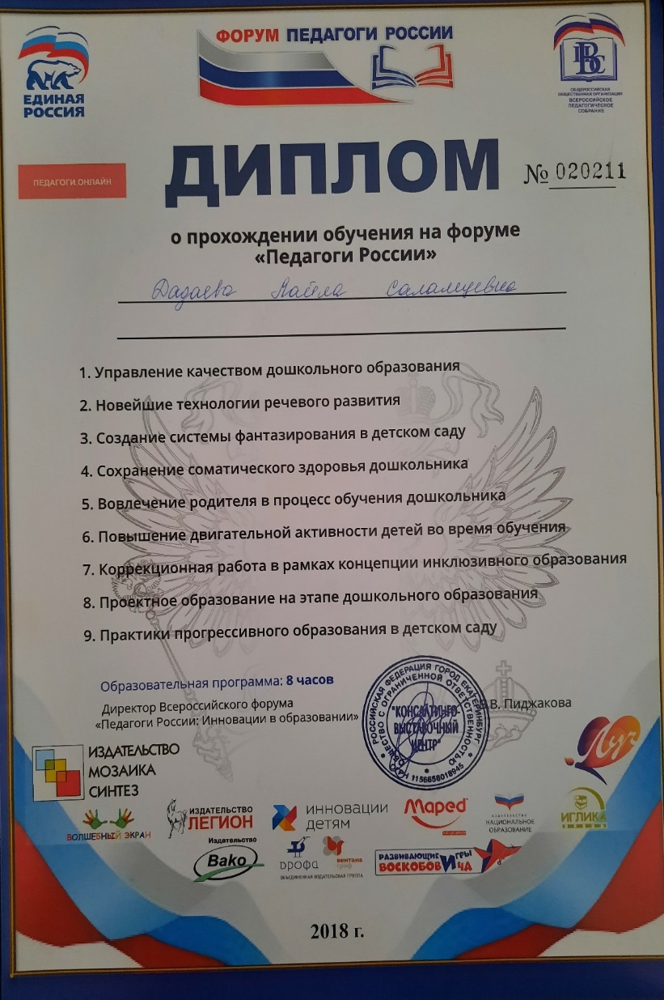 ЕДИНАЯ
РОССИЯ
ФОРУМ ПЕДАГОГИ РОССИИ
ВПС
ОБЩЕРОССИЙСКАЯ
ОБЩЕСТВЕННАЯ ОРГАНИЗАЦИЯ
ВСЕРОССИЙСКОЕ
ПЕДАГОГИЧЕСКОЕ
СОБРАНИЕ
ПЕДАГОГИ.ОНЛАЙН
ДИПЛОМ
№ 020211
о прохождении обучения на форуме
«Педагоги России»
Дадаева Саламуевна
1. Управление качеством дошкольного образования
2. Новейшие технологии речевого развития
3. Создание системы фантазирования в детском саду
4. Сохранение соматического здоровья дошкольника
5. Вовлечение родителя в процесс обучения дошкольника
6. Повышение двигательной активности детей во время обучения
7. Коррекционная работа в рамках концепции инклюзивного образования
8. Проектное образование на этапе дошкольного образования
9. Практики прогрессивного образования в детском саду
Образовательная программа: 8 часов
Директор Всероссийского форума
«Педагоги России: Инновации в образовании»
В. Пиджакова
РОССИЙСКАЯ ФЕДЕРАЦИЯ ГОРОД ЕКАТЕРИНБУРГ
ОБЩЕСТВО С ОГРАНИЧЕННОЙ ОТВЕТСТВЕННОСТЬЮ
"КОНСАЛТИНГО-
ВЫСТАВОЧНЫЙ
ЦЕНТР"
ОГРН 1156658018945
ИЗДАТЕЛЬСТВО
МОЗАИКА
СИНТЕЗ
Луч
ВОЛШЕБНЫЙ ЭКРАН
ИЗДАТЕЛЬСТВО
ЛЕГИОН
ИННОВАЦИИ
ДЕТЯМ
Maped
ИЗДАТЕЛЬСТВО
НАЦИОНАЛЬНОЕ
ОБРАЗОВАНИЕ
ИГЛИКА
Издательство
Bako
дрофа
вентана
граф
ОБЪЕДИНЕННАЯ ИЗДАТЕЛЬСКАЯ ГРУППА
РАЗВИВАЮЩИЕ ИГРЫ
ВОСКОБОВИЧА
2018 г.